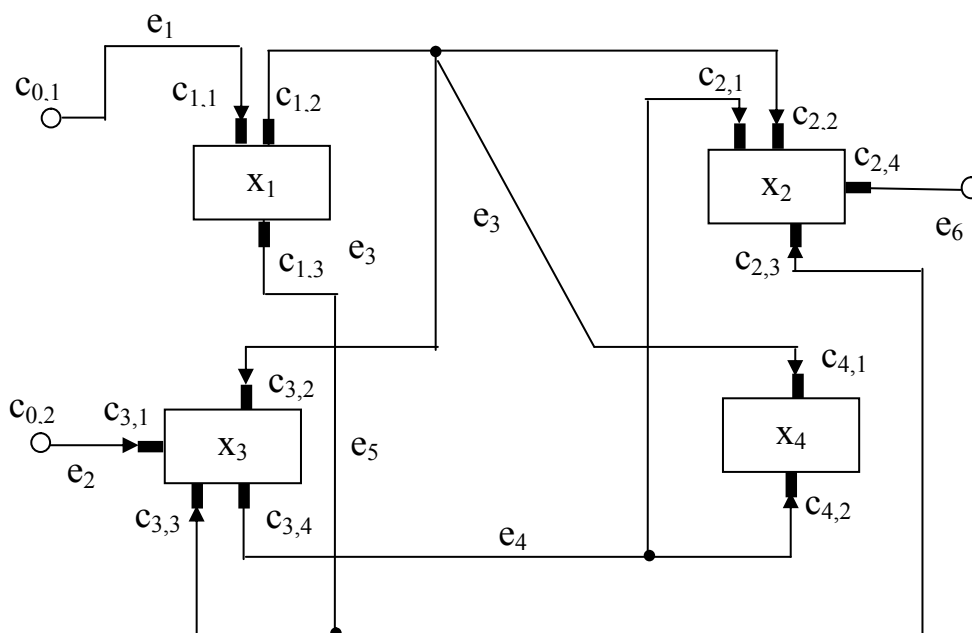 e1
c0,1
c1,1
c1,2
c2,1
c2,2
x1
x2
c2,4
e3
e3
e6
c1,3
c2,3
c4,1
c3,2
c0,2
c3,1
x3
e5
x4
e2
c3,3
c3,4
e4
c4,2